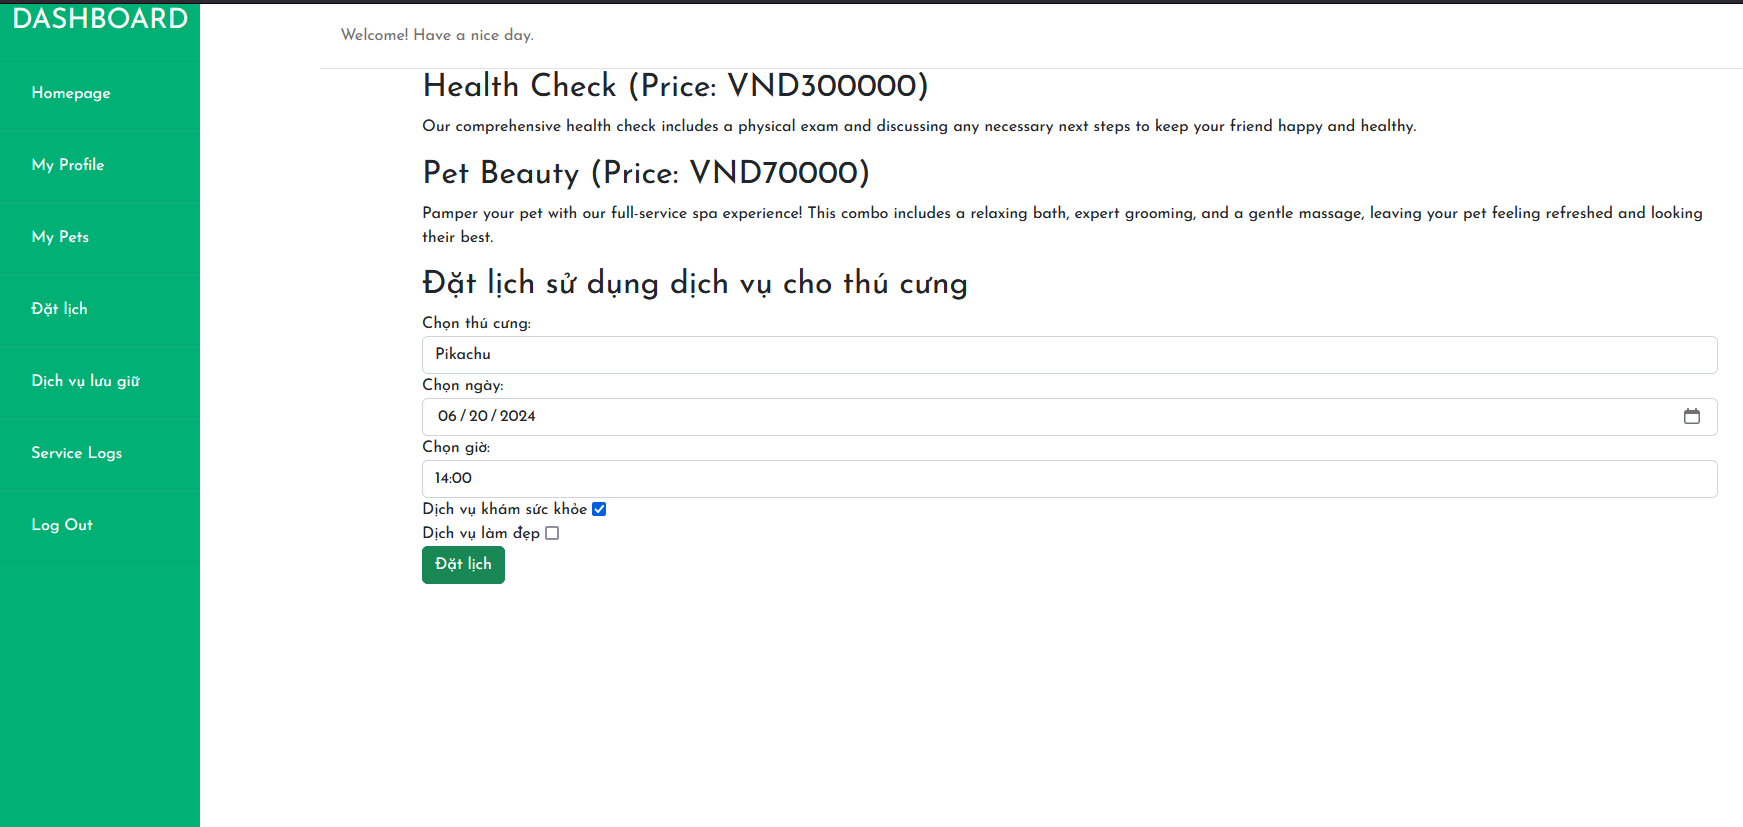 DASHBOARD
Homepage
My Profile
My Pets
Đặt lịch
Dịch vụ lưu giữ
Service Logs
Log Out
Welcome! Have a nice day.
Health Check (Price: VND300000)
Our comprehensive health check includes a physical exam and discussing any necessary next steps to keep your friend happy and healthy.
Pet Beauty (Price: VND70000)
Pamper your pet with our full-service spa experience! This combo includes a relaxing bath, expert grooming, and a gentle massage, leaving your pet feeling refreshed and looking
their best.
Đặt lịch sử dụng dịch vụ cho thú cưng
Chọn thú cưng:
Pikachu
Chọn ngày:
06/20/2024
Chọn giờ:
14:00
Dịch vụ khám sức khỏe
Dịch vụ làm đẹp
Đặt lịch